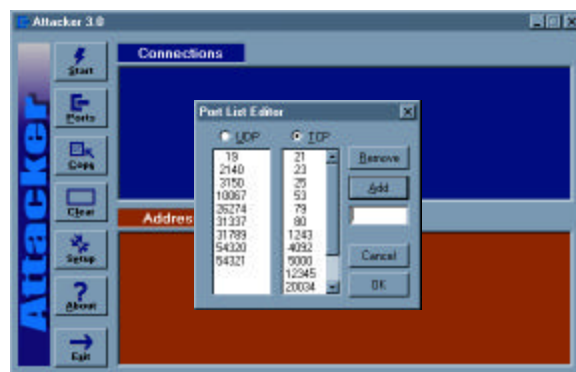 Attacker 3.0
Attacker
Start
Ports
Copy
Clear
Setup
About
Exit
Connections
Addres
Port List Editor
UDP
TCP
19
2140
3150
10067
26274
31337
31789
54320
54321
21
23
25
53
79
80
1243
4092
5000
12345
20034
Remove
Add
Cancel
OK